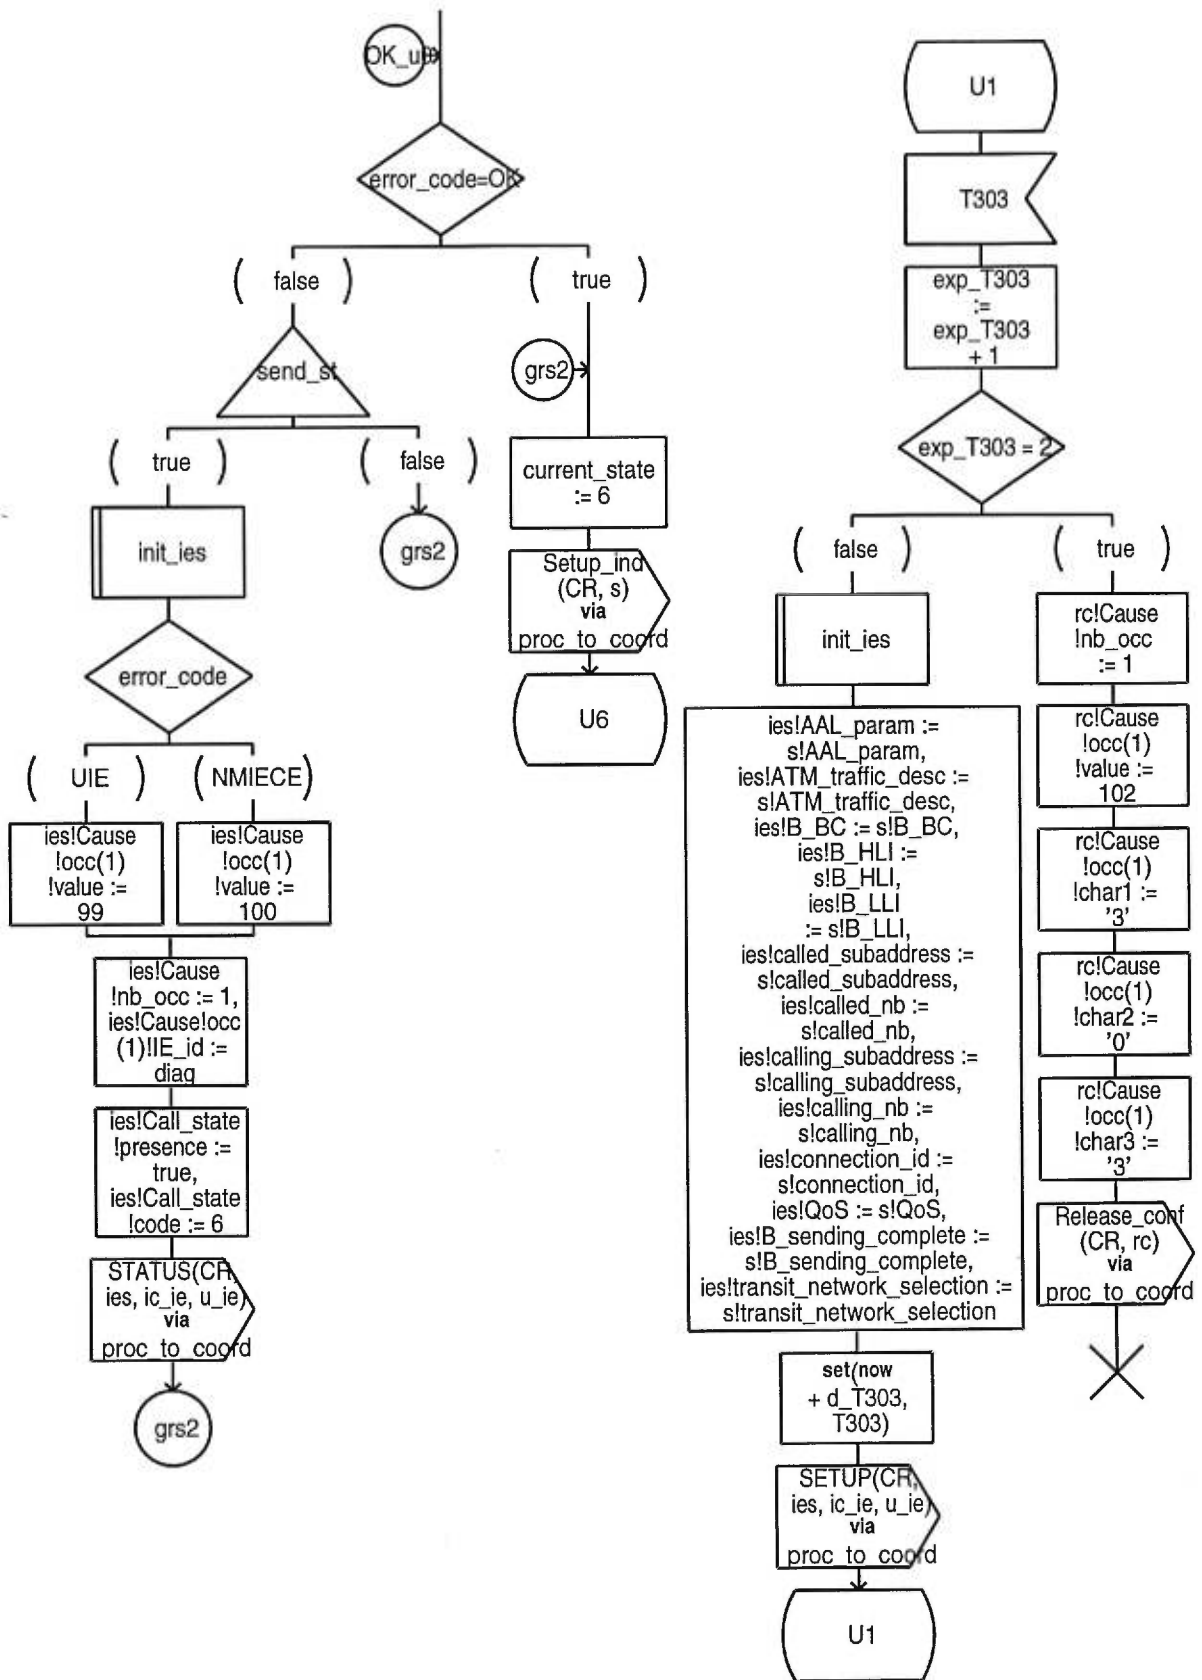 OK_u0
error_code=OK
( false )
( true )
send_st
grs2
( true )
( false )
init_ies
grs2
current_state
:= 6
Setup_ind
(CR, s)
via
proc_to_coord
U6
error_code
( UIE )
( NMIECE )
ies!Cause
!occ(1)
!value :=
99
ies!Cause
!occ(1)
!value :=
100
ies!Cause
!nb_occ := 1,
ies!Cause!occ
(1)!IE_id :=
diag
ies!Call_state
!presence :=
true,
ies!Call_state
!code := 6
STATUS(CR,
ies, ic_ie, u_ie)
via
proc_to_coord
grs2
U1
T303
exp_T303
:=
exp_T303
+ 1
exp_T303 = 2
( false )
( true )
init_ies
ies!AAL_param :=
s!AAL_param,
ies!ATM_traffic_desc :=
s!ATM_traffic_desc,
ies!B_BC := s!B_BC,
ies!B_HLI :=
s!B_HLI,
ies!B_LLI
:= s!B_LLI,
ies!called_subaddress :=
s!called_subaddress,
ies!called_nb :=
s!called_nb,
ies!calling_subaddress :=
s!calling_subaddress,
ies!calling_nb :=
s!calling_nb,
ies!connection_id :=
s!connection_id,
ies!QoS := s!QoS,
ies!B_sending_complete :=
s!B_sending_complete,
ies!transit_network_selection :=
s!transit_network_selection
set(now
+ d_T303,
T303)
SETUP(CR,
ies, ic_ie, u_ie)
via
proc_to_coord
U1
rc!Cause
!nb_occ
:= 1
rc!Cause
!occ(1)
!value :=
102
rc!Cause
!occ(1)
!char1 :=
'3'
rc!Cause
!occ(1)
!char2 :=
'0'
rc!Cause
!occ(1)
!char3 :=
'3'
Release_conf
(CR, rc)
via
proc_to_coord